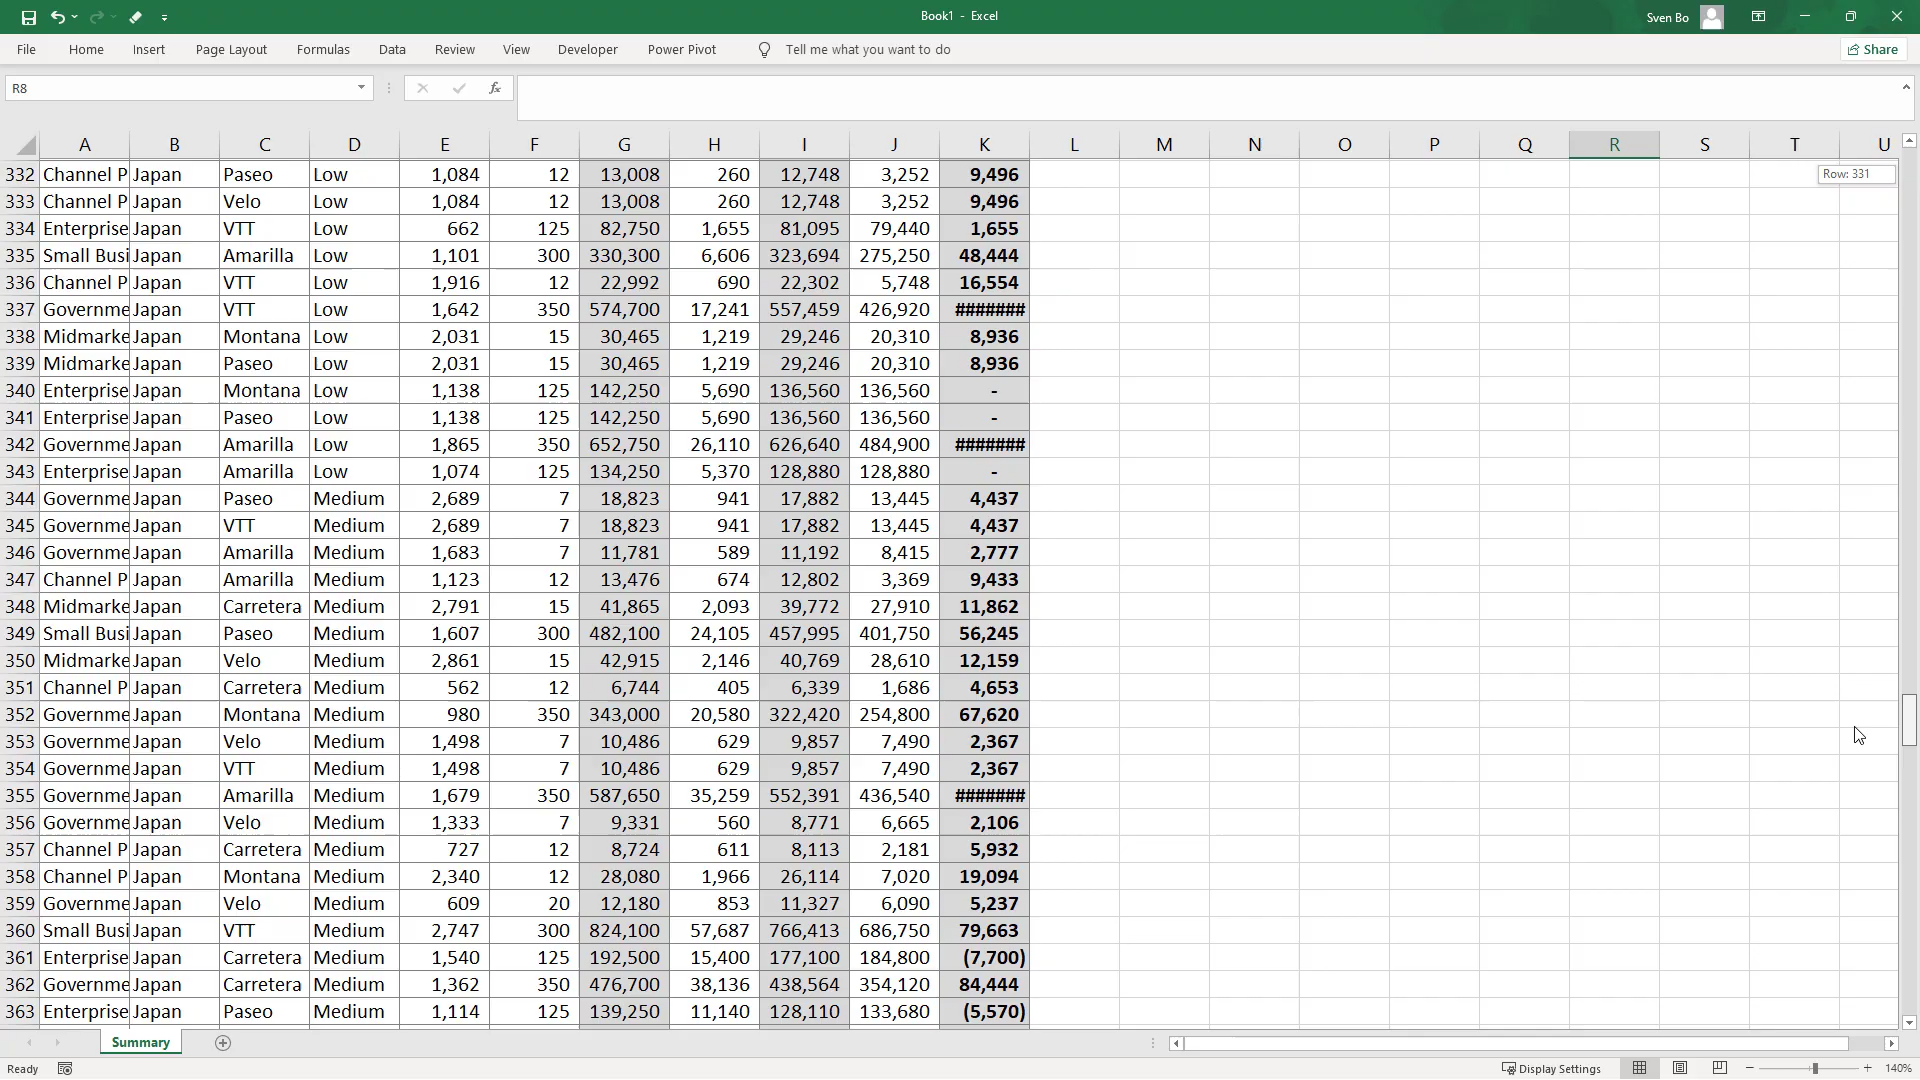 Book1 - Excel
Sven Bo
File Home Insert Page Layout Formulas Data Review View Developer Power Pivot Tell me what you want to do Share
R8 fx
A B C D E F G H I J K L M N O P Q R S T U
332 Channel P Japan Paseo Low 1,084 12 13,008 260 12,748 3,252 9,496
Row: 331
333 Channel P Japan Velo Low 1,084 12 13,008 260 12,748 3,252 9,496
334 Enterprise Japan VTT Low 662 125 82,750 1,655 81,095 79,440 1,655
335 Small Busi Japan Amarilla Low 1,101 300 330,300 6,606 323,694 275,250 48,444
336 Channel P Japan VTT Low 1,916 12 22,992 690 22,302 5,748 16,554
337 Governme Japan VTT Low 1,642 350 574,700 17,241 557,459 426,920 #######
338 Midmarke Japan Montana Low 2,031 15 30,465 1,219 29,246 20,310 8,936
339 Midmarke Japan Paseo Low 2,031 15 30,465 1,219 29,246 20,310 8,936
340 Enterprise Japan Montana Low 1,138 125 142,250 5,690 136,560 136,560 -
341 Enterprise Japan Paseo Low 1,138 125 142,250 5,690 136,560 136,560 -
342 Governme Japan Amarilla Low 1,865 350 652,750 26,110 626,640 484,900 #######
343 Enterprise Japan Amarilla Low 1,074 125 134,250 5,370 128,880 128,880 -
344 Governme Japan Paseo Medium 2,689 7 18,823 941 17,882 13,445 4,437
345 Governme Japan VTT Medium 2,689 7 18,823 941 17,882 13,445 4,437
346 Governme Japan Amarilla Medium 1,683 7 11,781 589 11,192 8,415 2,777
347 Channel P Japan Amarilla Medium 1,123 12 13,476 674 12,802 3,369 9,433
348 Midmarke Japan Carretera Medium 2,791 15 41,865 2,093 39,772 27,910 11,862
349 Small Busi Japan Paseo Medium 1,607 300 482,100 24,105 457,995 401,750 56,245
350 Midmarke Japan Velo Medium 2,861 15 42,915 2,146 40,769 28,610 12,159
351 Channel P Japan Carretera Medium 562 12 6,744 405 6,339 1,686 4,653
352 Governme Japan Montana Medium 980 350 343,000 20,580 322,420 254,800 67,620
353 Governme Japan Velo Medium 1,498 7 10,486 629 9,857 7,490 2,367
354 Governme Japan VTT Medium 1,498 7 10,486 629 9,857 7,490 2,367
355 Governme Japan Amarilla Medium 1,679 350 587,650 35,259 552,391 436,540 #######
356 Governme Japan Velo Medium 1,333 7 9,331 560 8,771 6,665 2,106
357 Channel P Japan Carretera Medium 727 12 8,724 611 8,113 2,181 5,932
358 Channel P Japan Montana Medium 2,340 12 28,080 1,966 26,114 7,020 19,094
359 Governme Japan Velo Medium 609 20 12,180 853 11,327 6,090 5,237
360 Small Busi Japan VTT Medium 2,747 300 824,100 57,687 766,413 686,750 79,663
361 Enterprise Japan Carretera Medium 1,540 125 192,500 15,400 177,100 184,800 (7,700)
362 Governme Japan Carretera Medium 1,362 350 476,700 38,136 438,564 354,120 84,444
363 Enterprise Japan Paseo Medium 1,114 125 139,250 11,140 128,110 133,680 (5,570)
Summary
Ready Display Settings 140%